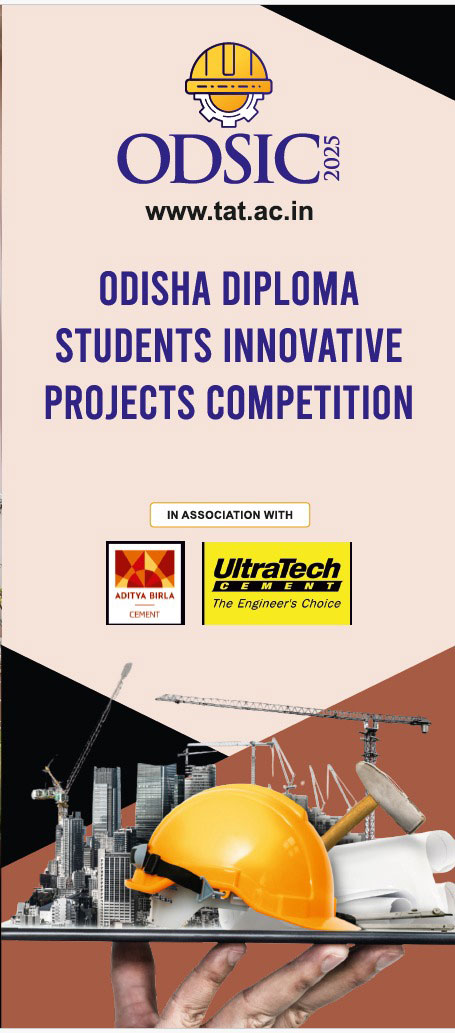 ODSIC 2025
www.tat.ac.in
ODISHA DIPLOMA
STUDENTS INNOVATIVE
PROJECTS COMPETITION
IN ASSOCIATION WITH
ADITYA BIRLA
CEMENT
UltraTech
CEMENT
The Engineer's Choice